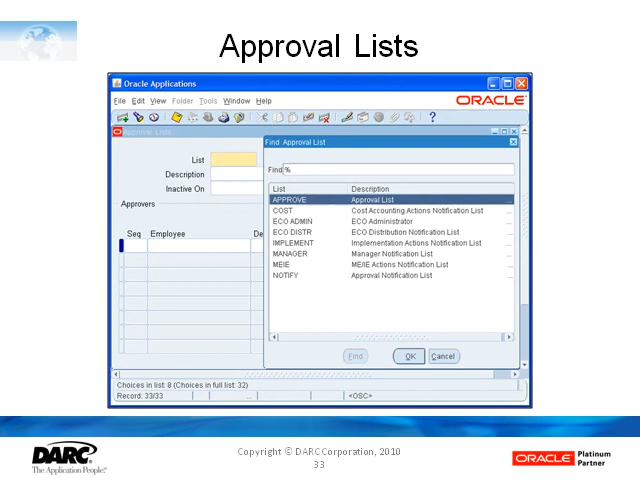 Approval Lists
Oracle Applications
File Edit View Folder Tools Window Help
ORACLE
Approval Lists
List
Description
Inactive On
Approvers
Seq Employee De
Find Approval List
Find %
List Description
APPROVE Approval List ...
COST Cost Accounting Actions Notification List ...
ECO ADMIN ECO Administrator ...
ECO DISTR ECO Distribution Notification List ...
IMPLEMENT Implementation Actions Notification List ...
MANAGER Manager Notification List ...
ME/IE ME/IE Actions Notification List ...
NOTIFY Approval Notification List ...
Find OK Cancel
Choices in list: 8 (Choices in full list: 32)
Record: 33/33 ... <OSC>
DARC
The Application People!
Copyright © DARC Corporation, 2010
33
ORACLE Platinum
Partner